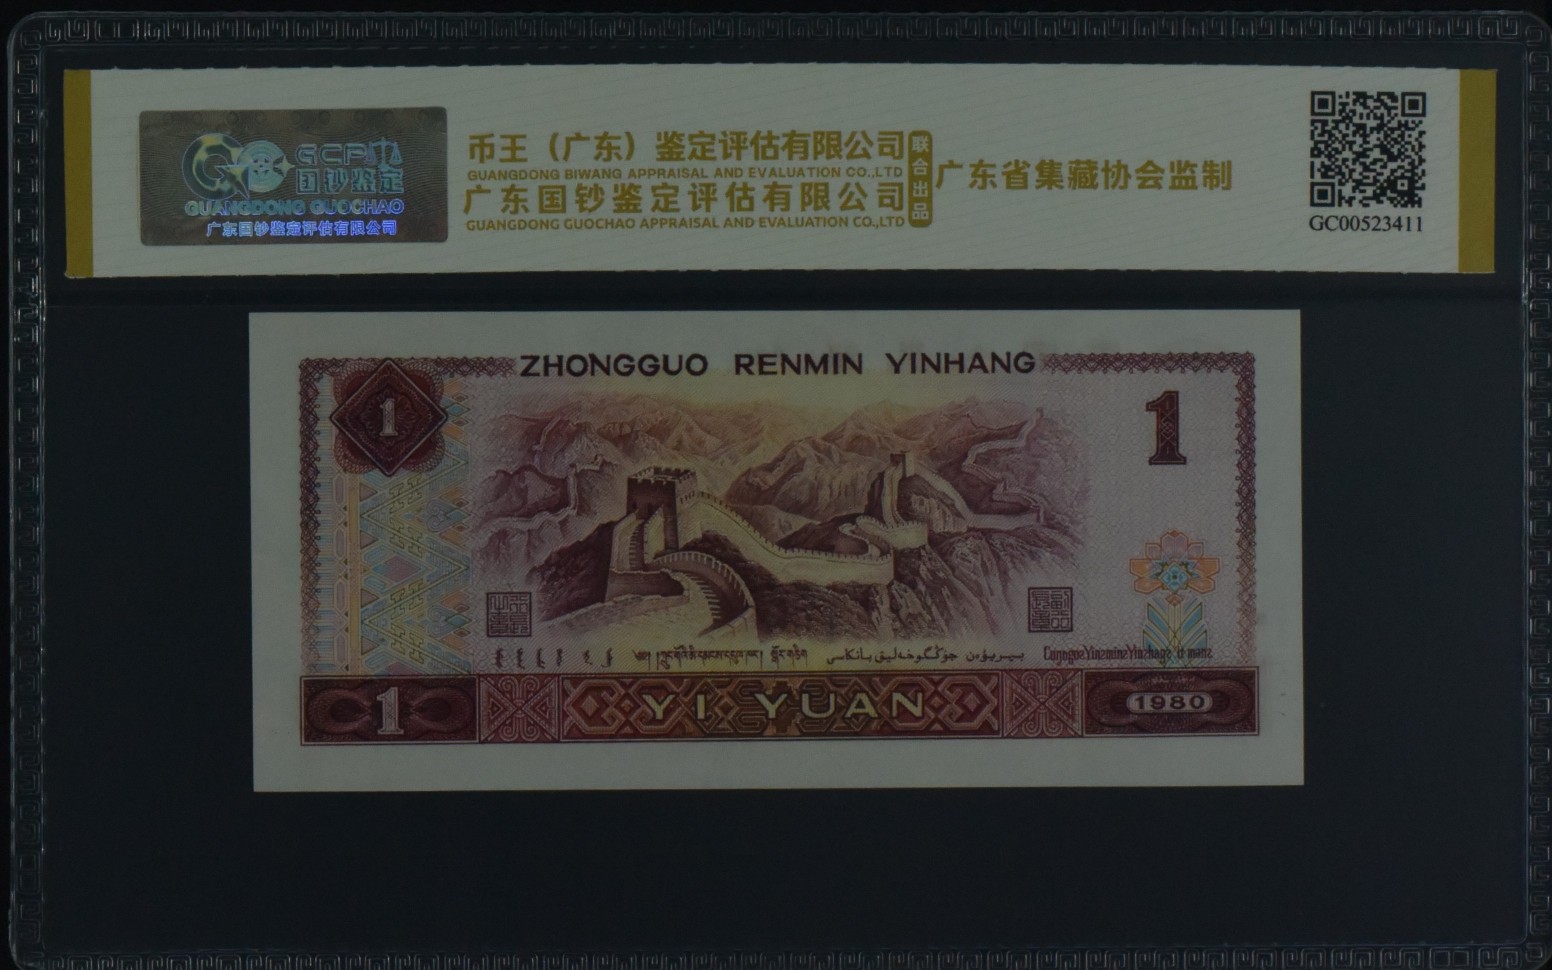 GCP
国钞鉴定
GUANGDONG GUOCHAO
广东国钞鉴定评估有限公司
币王（广东）鉴定评估有限公司
GUANGDONG BIWANG APPRAISAL AND EVALUATION CO.,LTD
广东国钞鉴定评估有限公司
GUANGDONG GUOCHAO APPRAISAL AND EVALUATION CO.,LTD
联合出品
广东省集藏协会监制
GC00523411
ZHONGGUO RENMIN YINHANG
1
1
1
YI YUAN
1980